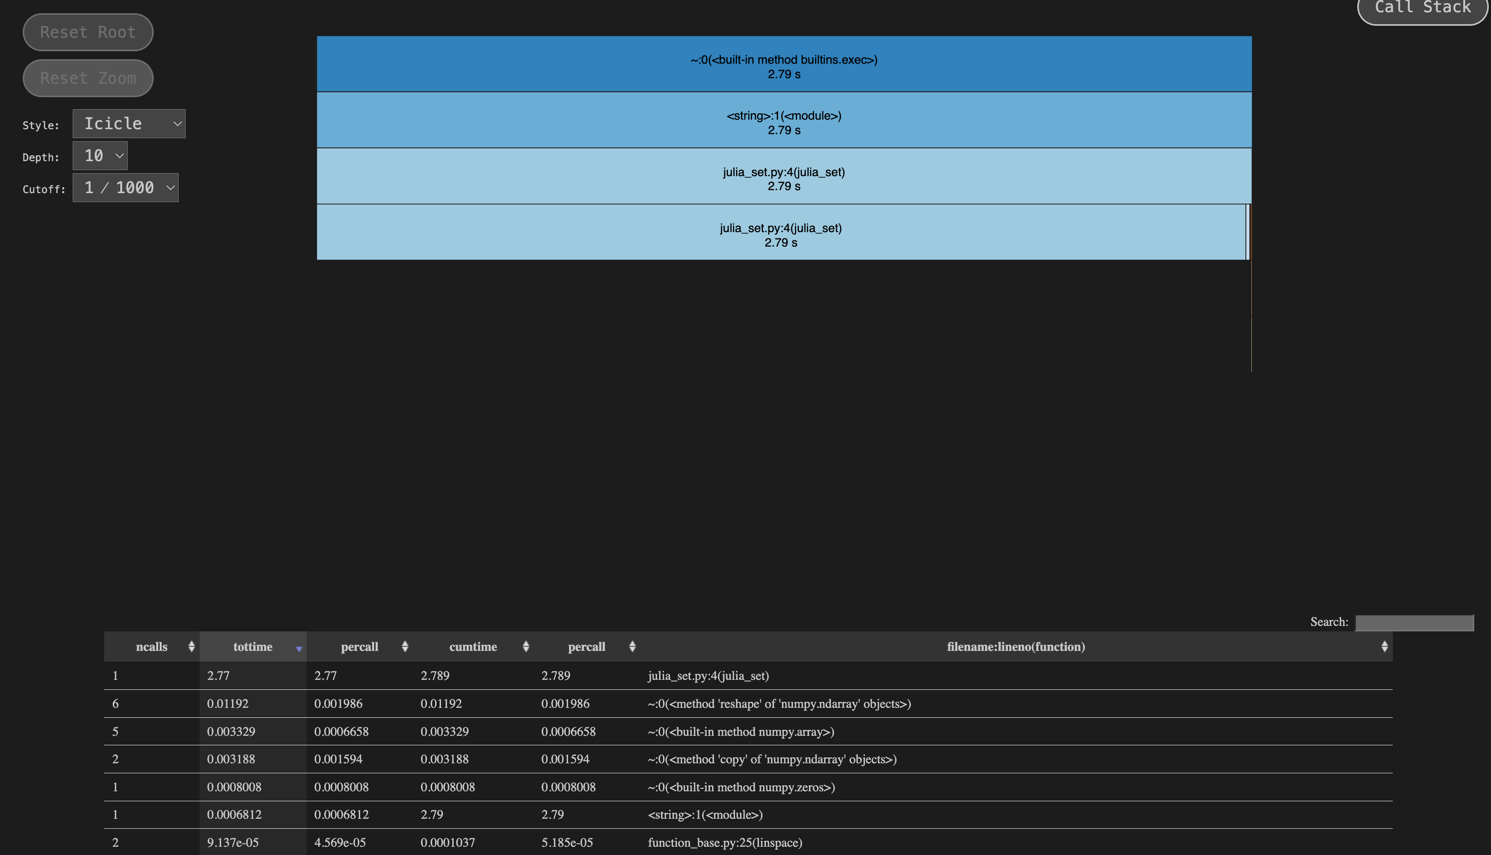 Call Stack
Reset Root
Reset Zoom
Style: Icicle
Depth: 10
Cutoff: 1 / 1000
~:0(<built-in method builtins.exec>)
2.79 s
<string>:1(<module>)
2.79 s
julia_set.py:4(julia_set)
2.79 s
julia_set.py:4(julia_set)
2.79 s
Search:
ncalls tottime percall cumtime percall filename:lineno(function)
1 2.77 2.77 2.789 2.789 julia_set.py:4(julia_set)
6 0.01192 0.001986 0.01192 0.001986 ~:0(<method 'reshape' of 'numpy.ndarray' objects>)
5 0.003329 0.0006658 0.003329 0.0006658 ~:0(<built-in method numpy.array>)
2 0.003188 0.001594 0.003188 0.001594 ~:0(<method 'copy' of 'numpy.ndarray' objects>)
1 0.0008008 0.0008008 0.0008008 0.0008008 ~:0(<built-in method numpy.zeros>)
1 0.0006812 0.0006812 2.79 2.79 <string>:1(<module>)
2 9.137e-05 4.569e-05 0.0001037 5.185e-05 function_base.py:25(linspace)